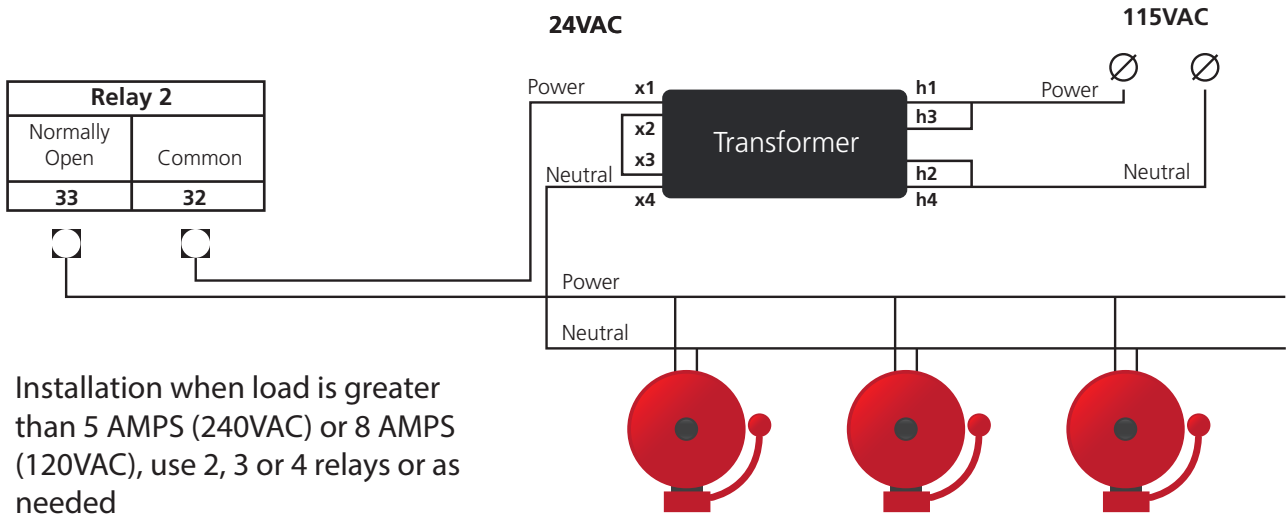 24VAC
115VAC
Relay 2
Normally
Open
Common
33
32
Power
x1
x2
x3
Neutral
x4
Transformer
h1
h3
h2
h4
Power
Neutral
Power
Neutral
Installation when load is greater
than 5 AMPS (240VAC) or 8 AMPS
(120VAC), use 2, 3 or 4 relays or as
needed